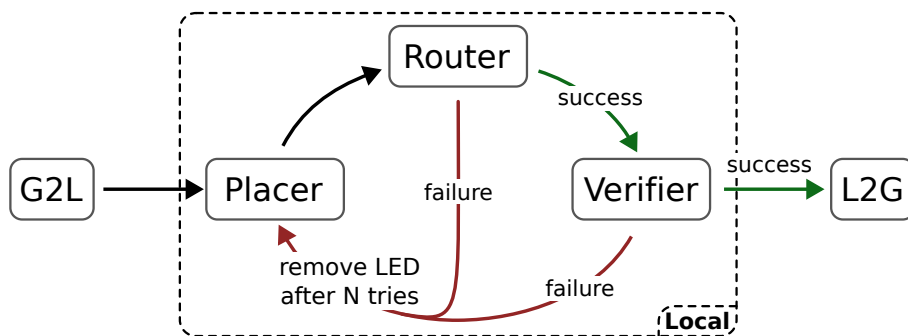 Router
success
G2L
Placer
failure
Verifier
success
L2G
remove LED
after N tries
failure
Local